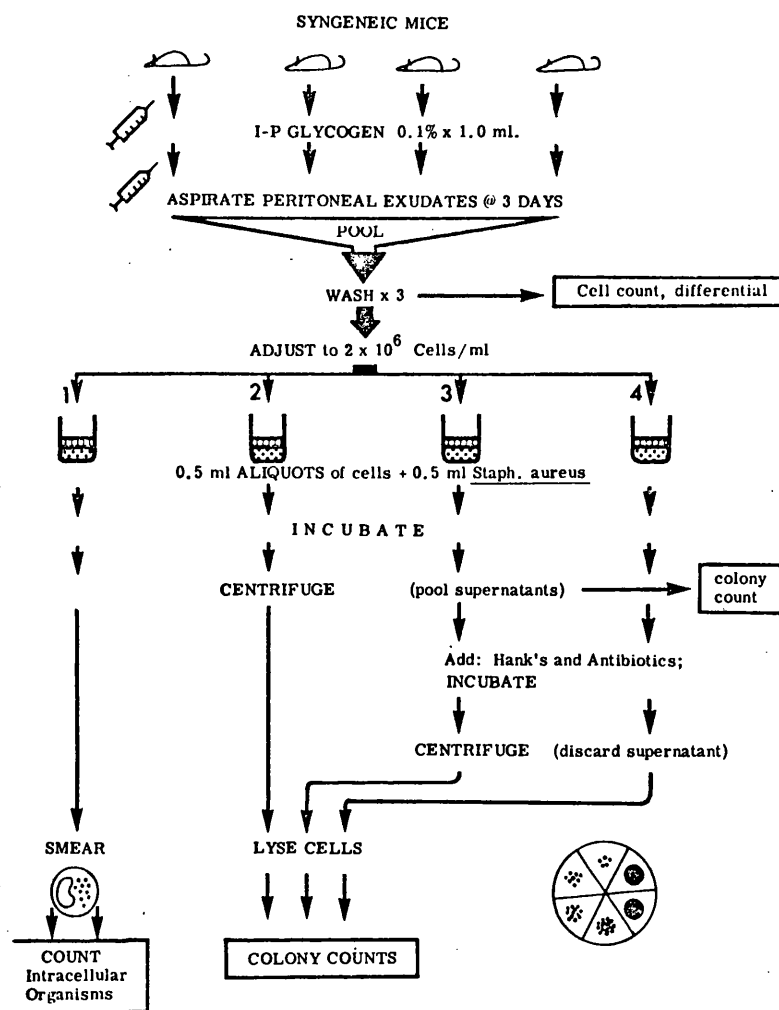 SYNGENEIC MICE
I-P GLYCOGEN 0.1% x 1.0 ml.
ASPIRATE PERITONEAL EXUDATES @ 3 DAYS
POOL
WASH x 3
Cell count, differential
ADJUST to 2 x 10⁶ Cells/ml
1 2 3 4
0.5 ml ALIQUOTS of cells + 0.5 ml Staph. aureus
INCUBATE
CENTRIFUGE (pool supernatants)
colony
count
Add: Hank's and Antibiotics;
INCUBATE
CENTRIFUGE (discard supernatant)
SMEAR LYSE CELLS
COUNT
Intracellular
Organisms
COLONY COUNTS